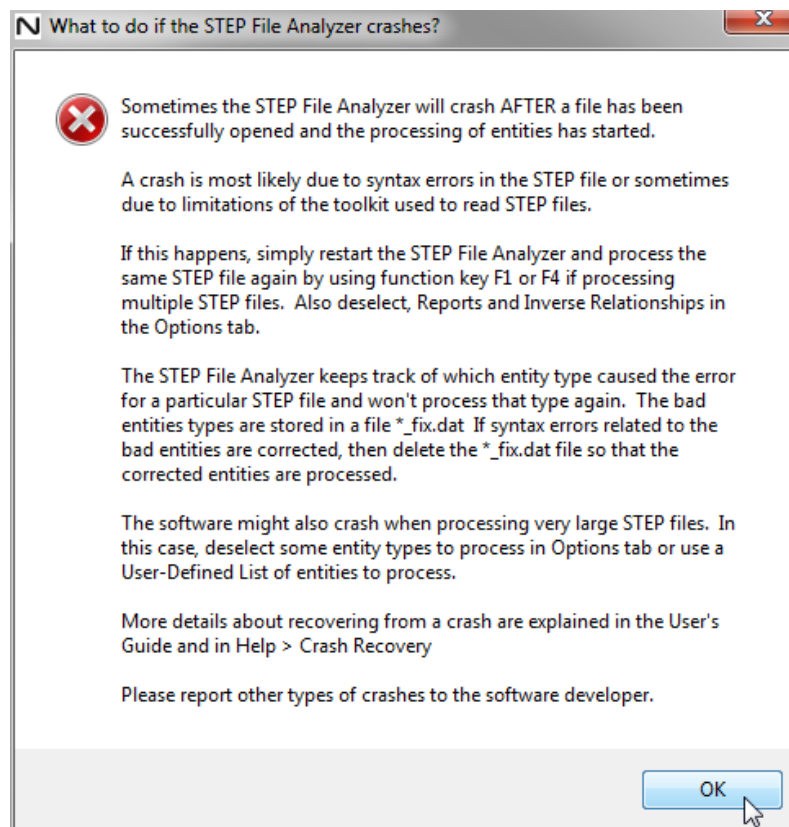 N What to do if the STEP File Analyzer crashes?
Sometimes the STEP File Analyzer will crash AFTER a file has been
successfully opened and the processing of entities has started.
A crash is most likely due to syntax errors in the STEP file or sometimes
due to limitations of the toolkit used to read STEP files.
If this happens, simply restart the STEP File Analyzer and process the
same STEP file again by using function key F1 or F4 if processing
multiple STEP files.  Also deselect, Reports and Inverse Relationships in
the Options tab.
The STEP File Analyzer keeps track of which entity type caused the error
for a particular STEP file and won't process that type again.  The bad
entities types are stored in a file *_fix.dat  If syntax errors related to the
bad entities are corrected, then delete the *_fix.dat file so that the
corrected entities are processed.
The software might also crash when processing very large STEP files.  In
this case, deselect some entity types to process in Options tab or use a
User-Defined List of entities to process.
More details about recovering from a crash are explained in the User's
Guide and in Help > Crash Recovery
Please report other types of crashes to the software developer.
OK